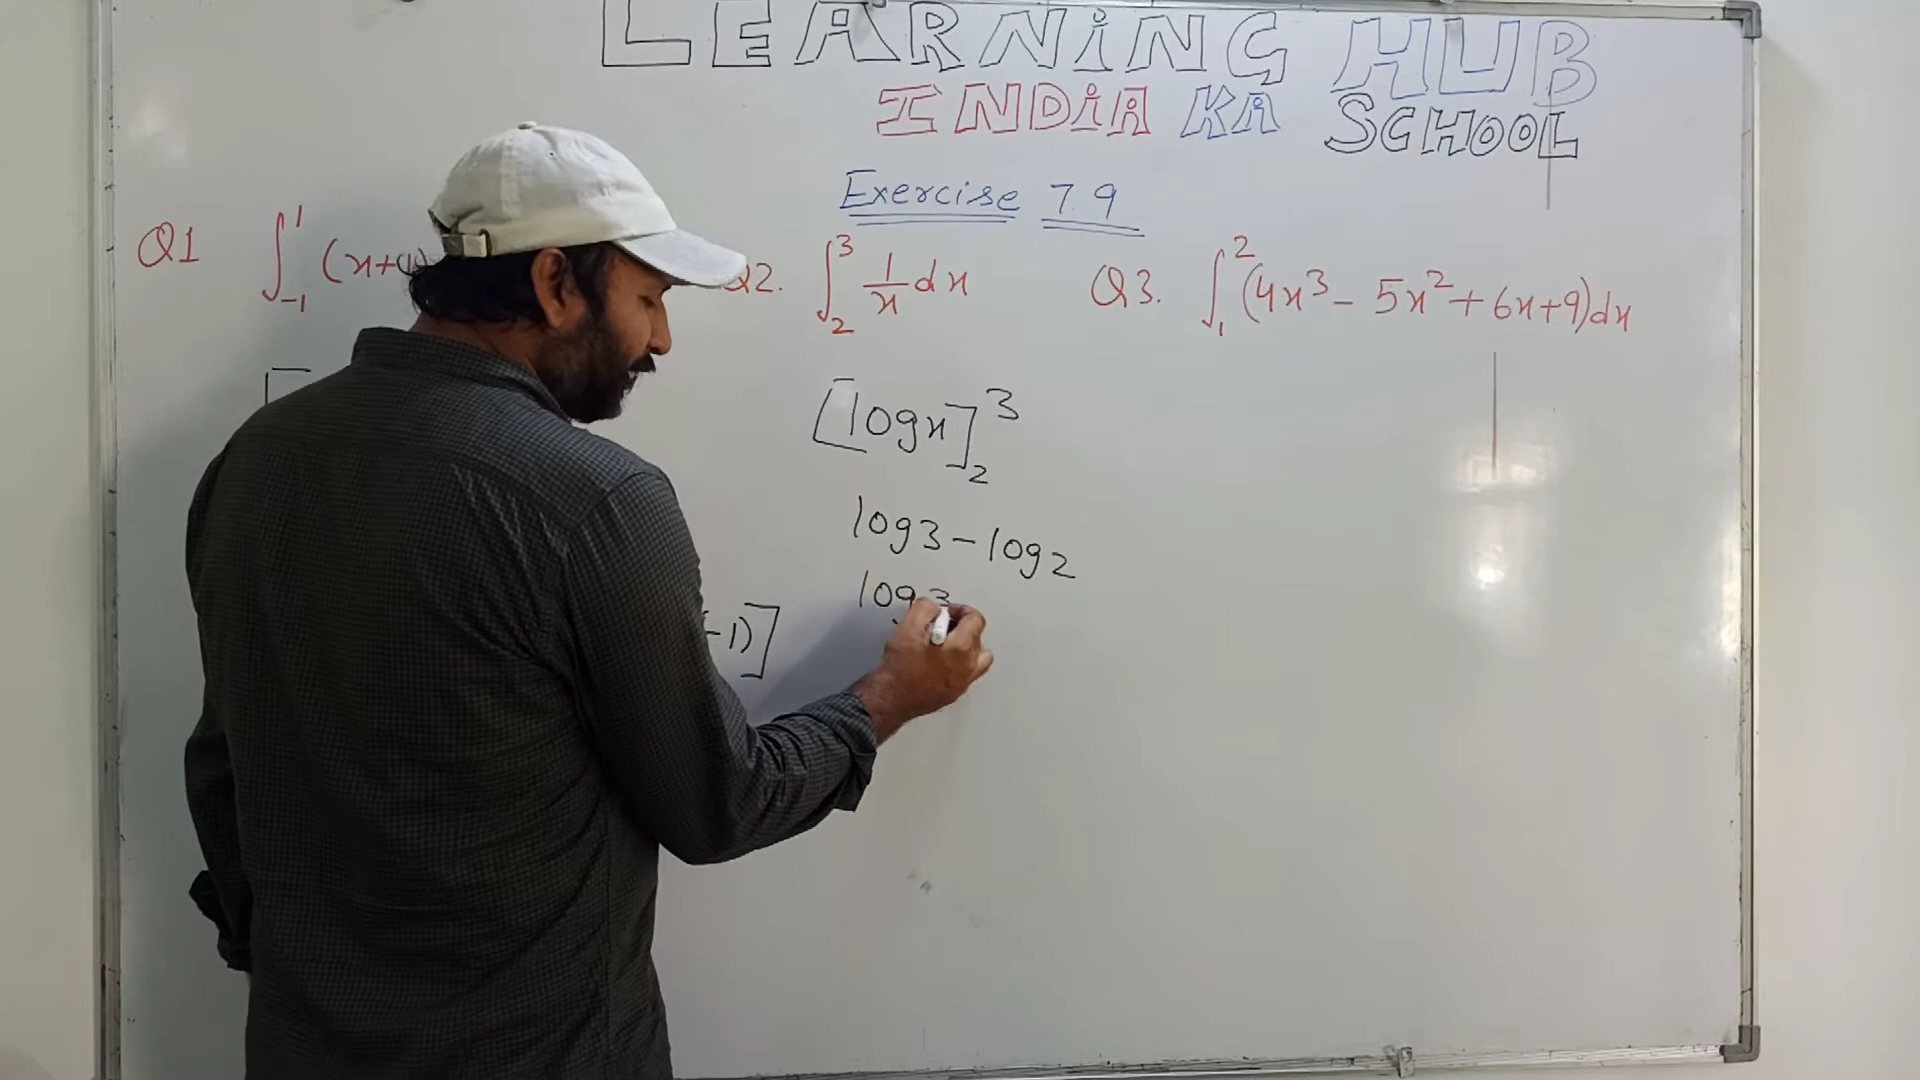 LEARNING HUB
INDIA KA SCHOOL
Exercise 7.9
Q1 ∫₋₁¹ (x+
Q2. ∫₂³ 1/x dx
Q3. ∫₁² (4x³ - 5x² + 6x + 9) dx
[log x]₂³
log 3 - log 2
log 3
-1)]